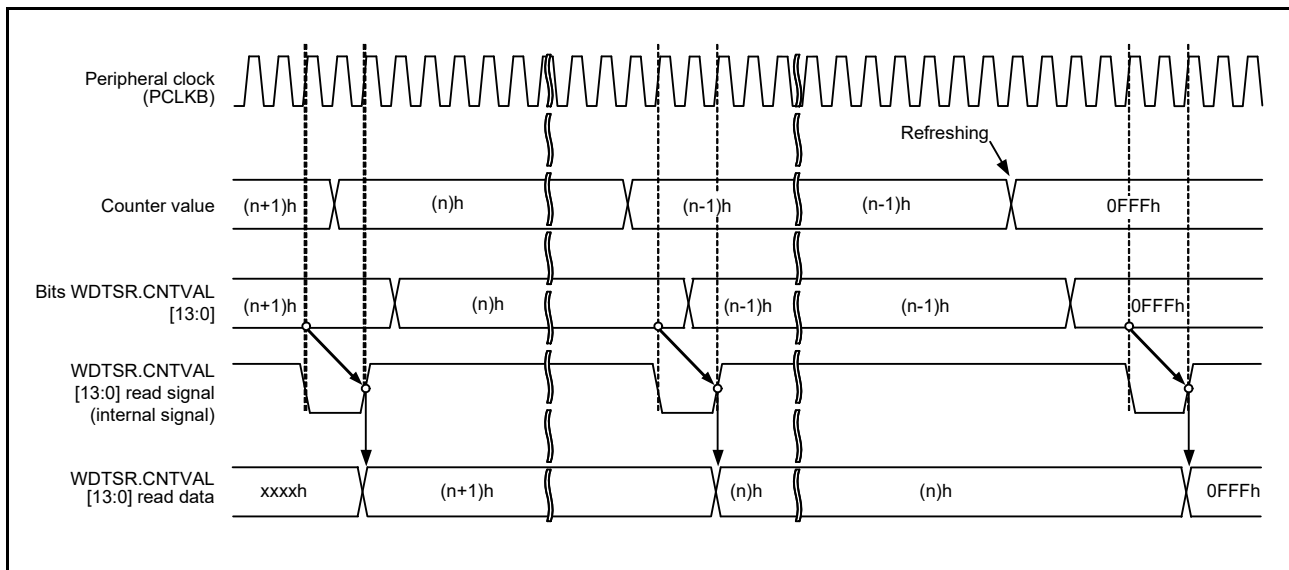 Peripheral clock
(PCLKB)
Refreshing
Counter value
(n+1)h
(n)h
(n-1)h
(n-1)h
0FFFh
Bits WDTSR.CNTVAL
[13:0]
(n+1)h
(n)h
(n-1)h
(n-1)h
0FFFh
WDTSR.CNTVAL
[13:0] read signal
(internal signal)
WDTSR.CNTVAL
[13:0] read data
xxxxh
(n+1)h
(n)h
(n)h
0FFFh